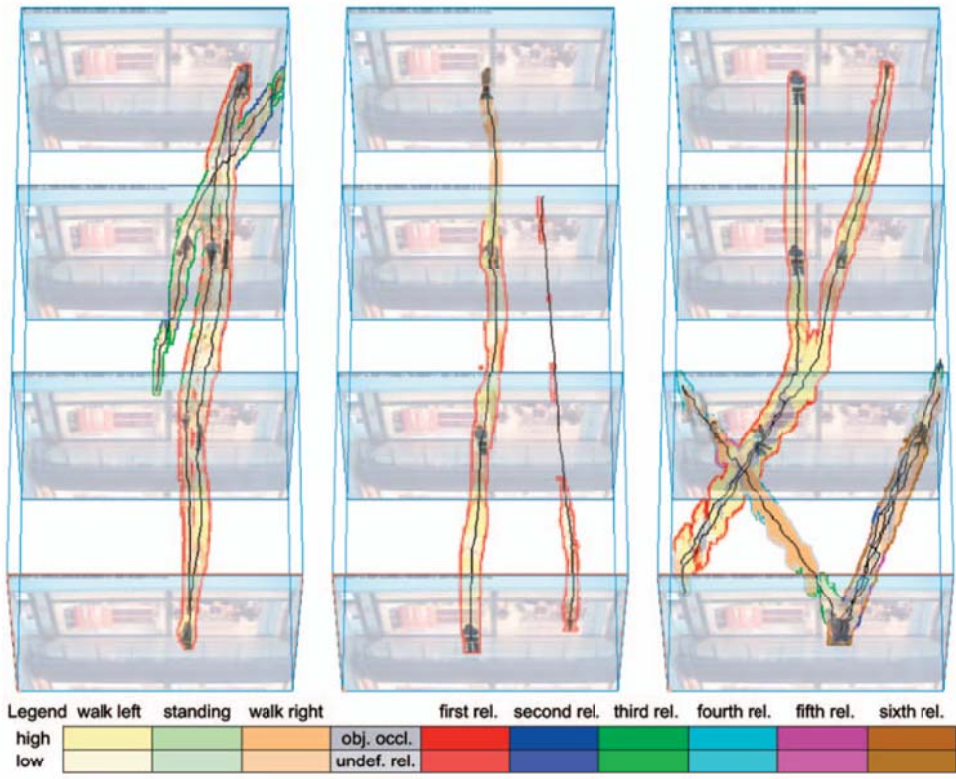 Legend walk left standing walk right first rel. second rel. third rel. fourth rel. fifth rel. sixth rel.
high obj. occl.
low undef. rel.